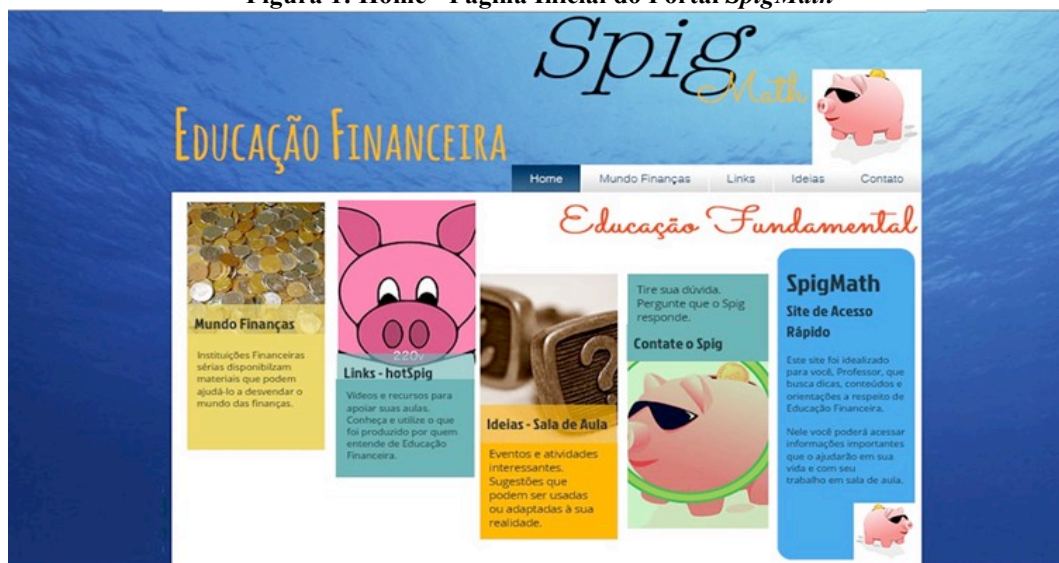 Figura 1: Home - Página Inicial do Portal SpigMath
Spig
Math
EDUCAÇÃO FINANCEIRA
Home
Mundo Finanças
Links
Ideias
Contato
Educação Fundamental
Mundo Finanças
Instituições Financeiras
sérias disponibilzam
materiais que podem
ajudá-lo a desvendar o
mundo das finanças.
220v
Links - hotSpig
Vídeos e recursos para
apoiar suas aulas.
Conheça e utilize o que
foi produzido por quem
entende de Educação
Financeira.
Ideias - Sala de Aula
Eventos e atividades
interessantes.
Sugestões que
podem ser usadas
ou adaptadas à sua
realidade.
Tire sua dúvida.
Pergunte que o Spig
responde.
Contate o Spig
SpigMath
Site de Acesso
Rápido
Este site foi idealizado
para você, Professor, que
busca dicas, conteúdos e
orientações a respeito de
Educação Financeira.
Nele você poderá acessar
informações importantes
que o ajudarão em sua
vida e com seu
trabalho em sala de aula.